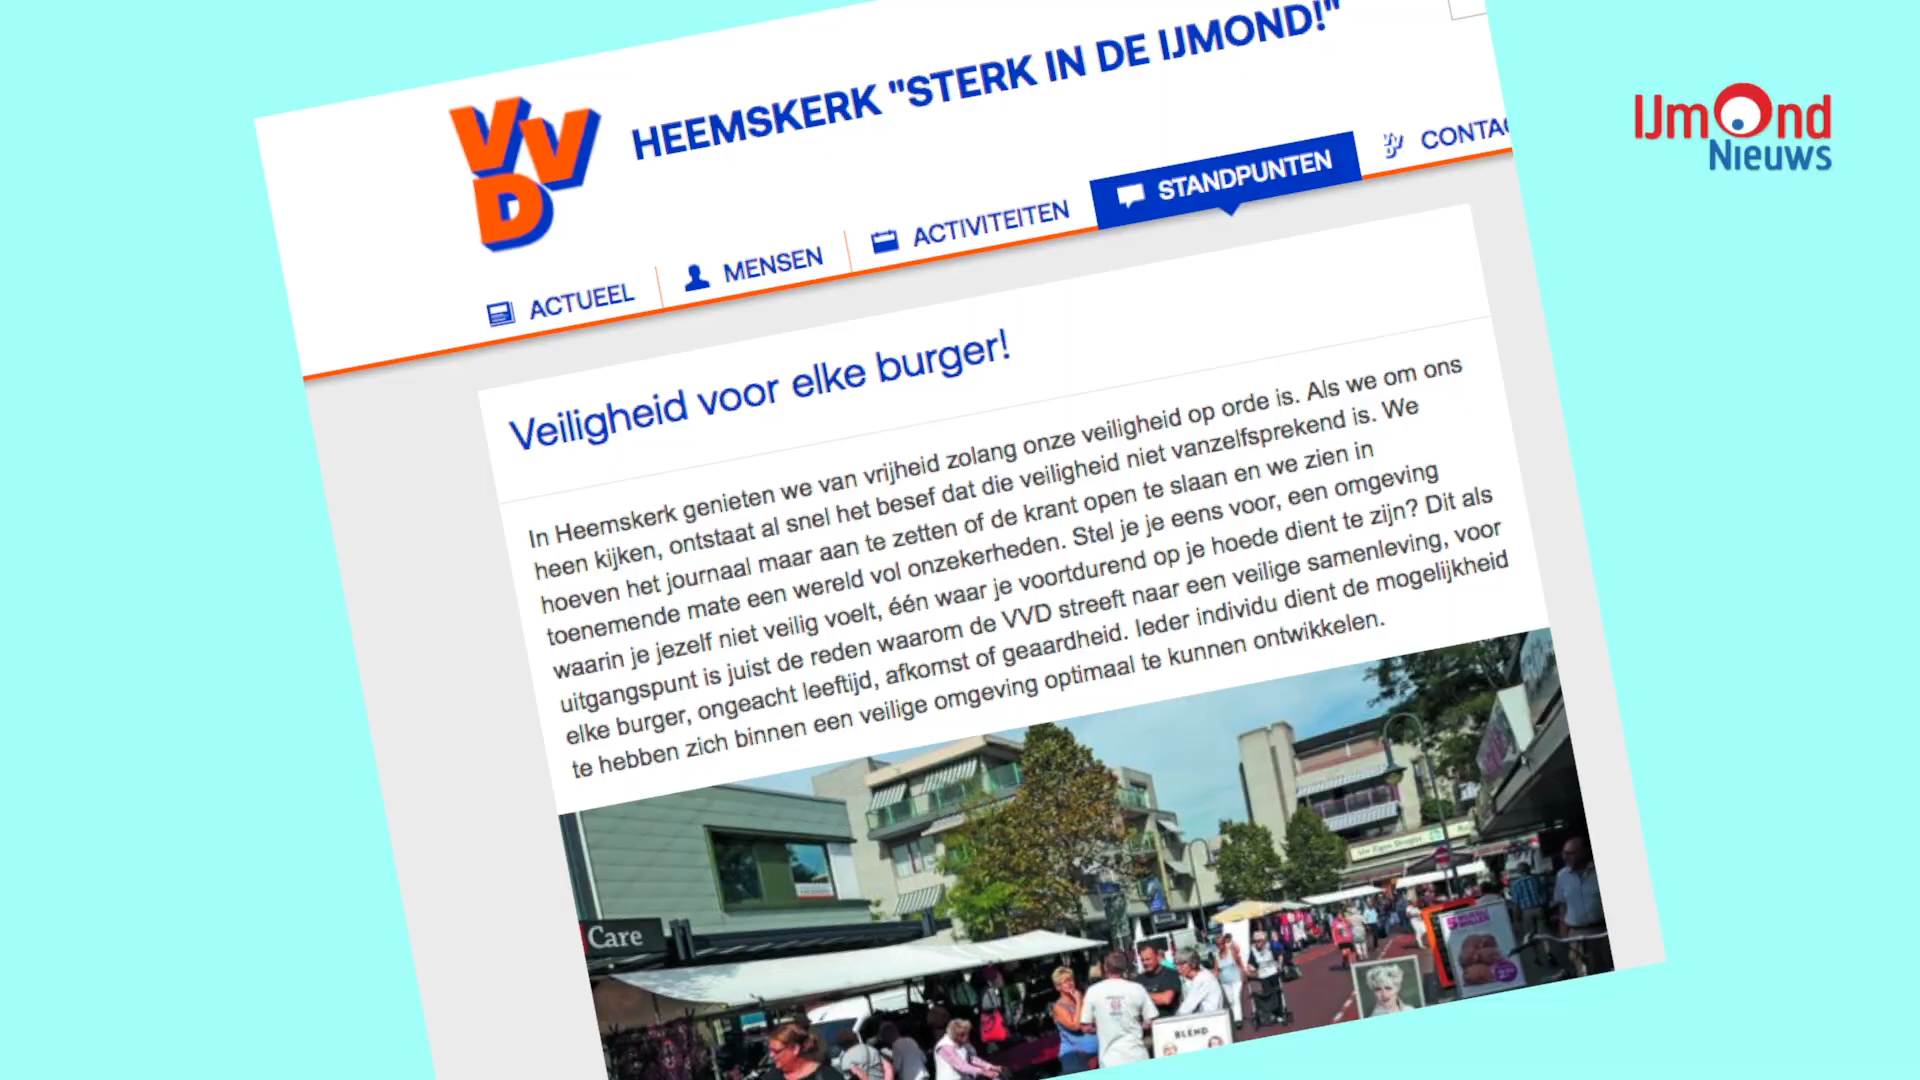 VVD
HEEMSKERK "STERK IN DE IJMOND!"
IJmond
Nieuws
ACTUEEL
MENSEN
ACTIVITEITEN
STANDPUNTEN
CONTAC
Veiligheid voor elke burger!
In Heemskerk genieten we van vrijheid zolang onze veiligheid op orde is. Als we om ons
heen kijken, ontstaat al snel het besef dat die veiligheid niet vanzelfsprekend is. We
hoeven het journaal maar aan te zetten of de krant open te slaan en we zien in
toenemende mate een wereld vol onzekerheden. Stel je je eens voor, een omgeving
waarin je jezelf niet veilig voelt, één waar je voortdurend op je hoede dient te zijn? Dit als
uitgangspunt is juist de reden waarom de VVD streeft naar een veilige samenleving, voor
elke burger, ongeacht leeftijd, afkomst of geaardheid. Ieder individu dient de mogelijkheid
te hebben zich binnen een veilige omgeving optimaal te kunnen ontwikkelen.
Care
BLEND